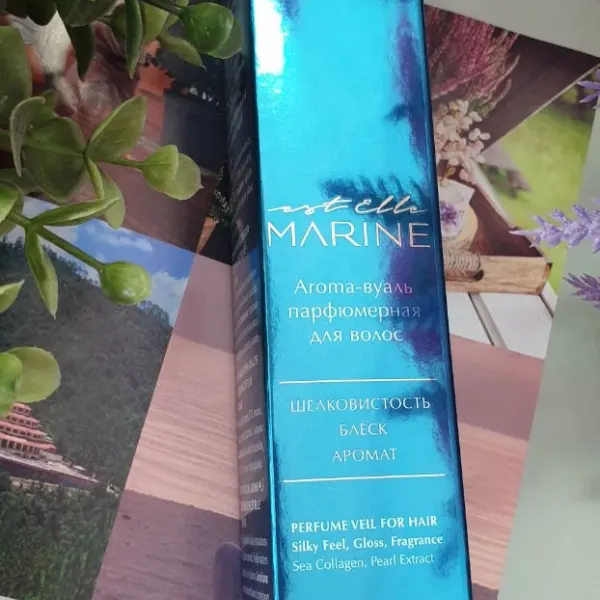 est Elle
MARINE
Aroma-вуаль
парфюмерная
для волос
ШЕЛКОВИСТОСТЬ
БЛЕСК
АРОМАТ
PERFUME VEIL FOR HAIR
Silky Feel, Gloss, Fragrance
Sea Collagen, Pearl Extract